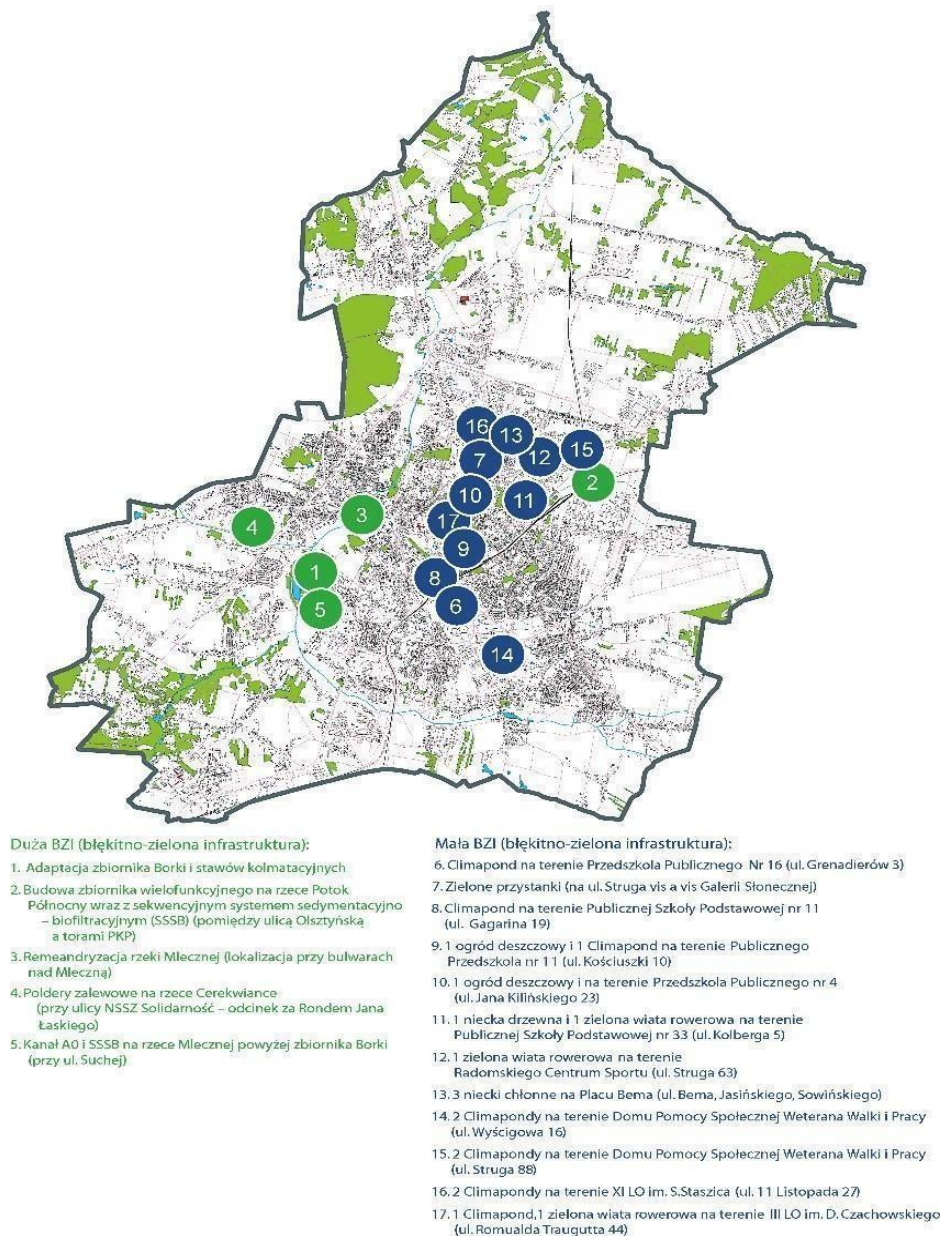 16
13
15
7
12
2
10
11
3
17
4
9
1
8
5
6
14
Duża BZI (błękitno-zielona infrastruktura):
1. Adaptacja zbiornika Borki i stawów kolmatacyjnych
2. Budowa zbiornika wielofunkcyjnego na rzece Potok
Północny wraz z sekwencyjnym systemem sedymentacyjno
– biofiltracyjnym (SSSB) (pomiędzy ulicą Olsztyńską
a torami PKP)
3. Remeandryzacja rzeki Mlecznej (lokalizacja przy bulwarach
nad Mleczną)
4. Poldery zalewowe na rzece Cerekwiance
(przy ulicy NSSZ Solidarność – odcinek za Rondem Jana
Łaskiego)
5. Kanał A0 i SSSB na rzece Mlecznej powyżej zbiornika Borki
(przy ul. Suchej)
Mała BZI (błękitno-zielona infrastruktura):
6. Climapond na terenie Przedszkola Publicznego Nr 16 (ul. Grenadierów 3)
7. Zielone przystanki (na ul. Struga vis a vis Galerii Słonecznej)
8. Climapond na terenie Publicznej Szkoły Podstawowej nr 11
(ul. Gagarina 19)
9. 1 ogród deszczowy i 1 Climapond na terenie Publicznego
Przedszkola nr 11 (ul. Kościuszki 10)
10. 1 ogród deszczowy i na terenie Przedszkola Publicznego nr 4
(ul. Jana Kilińskiego 23)
11. 1 niecka drzewna i 1 zielona wiata rowerowa na terenie
Publicznej Szkoły Podstawowej nr 33 (ul. Kolberga 5)
12. 1 zielona wiata rowerowa na terenie
Radomskiego Centrum Sportu (ul. Struga 63)
13. 3 niecki chłonne na Placu Bema (ul. Bema, Jasińskiego, Sowińskiego)
14. 2 Climapondy na terenie Domu Pomocy Społecznej Weterana Walki i Pracy
(ul. Wyścigowa 16)
15. 2 Climapondy na terenie Domu Pomocy Społecznej Weterana Walki i Pracy
(ul. Struga 88)
16. 2 Climapondy na terenie XI LO im. S.Staszica (ul. 11 Listopada 27)
17. 1 Climapond,1 zielona wiata rowerowa na terenie III LO im. D. Czachowskiego
(ul. Romualda Traugutta 44)